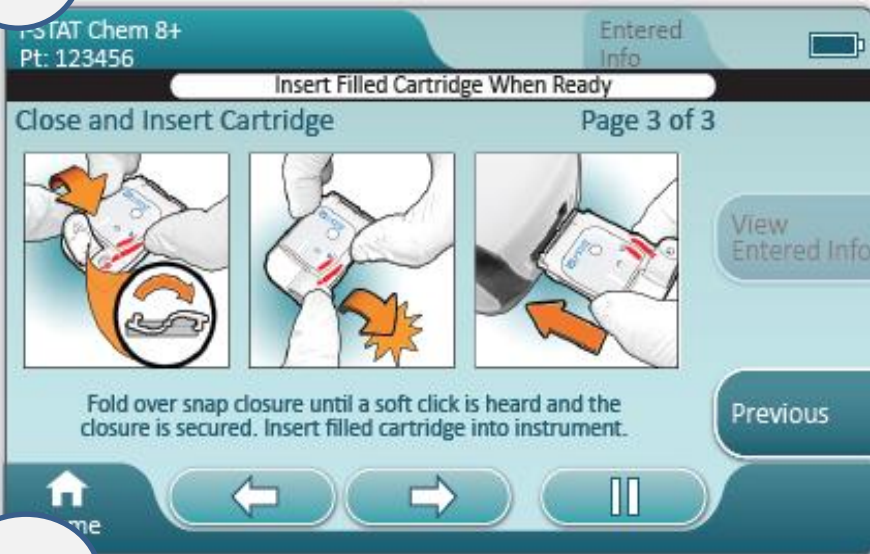 i-STAT Chem 8+
Pt: 123456
Entered
Info
Insert Filled Cartridge When Ready
Close and Insert Cartridge
Page 3 of 3
View
Entered Info
Fold over snap closure until a soft click is heard and the
closure is secured. Insert filled cartridge into instrument.
Previous